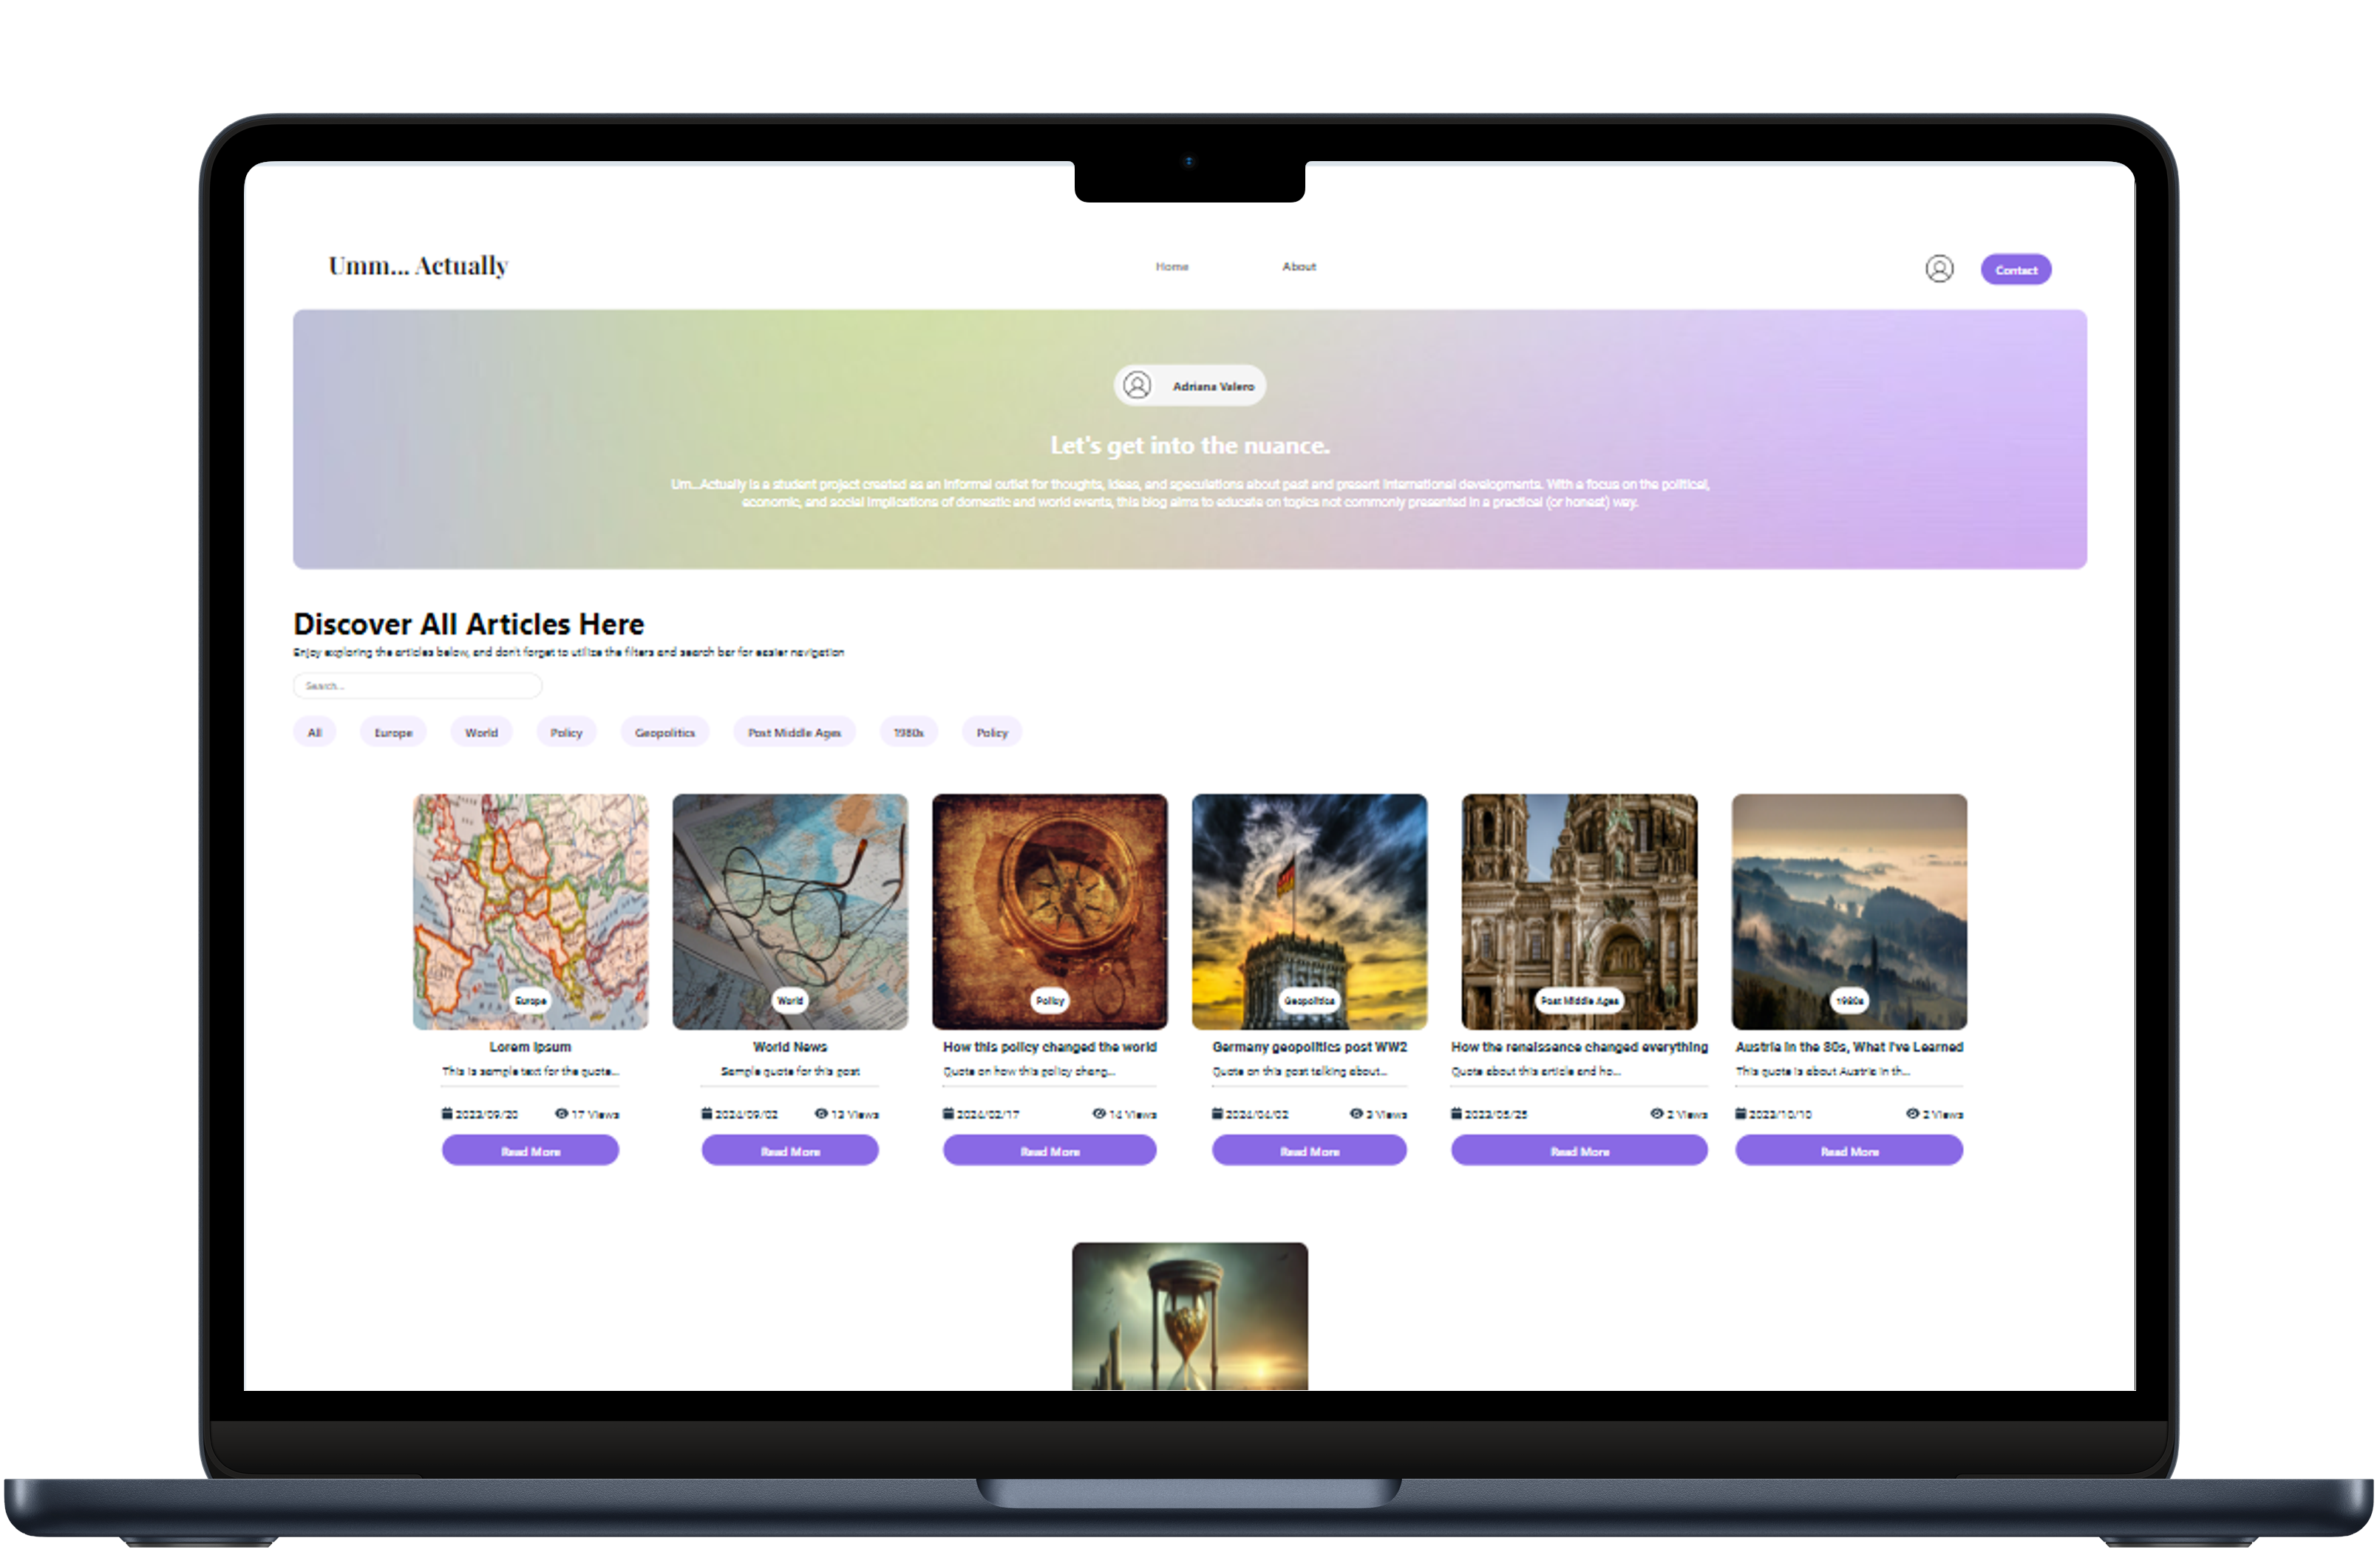 Umm... Actually
Home
About
Contact
Adriana Valero
Let's get into the nuance.
Um...Actually is a student project created as an informal outlet for thoughts, ideas, and speculations about past and present international developments. With a focus on the political,
economic, and social implications of domestic and world events, this blog aims to educate on topics not commonly presented in a practical (or honest) way.
Discover All Articles Here
Enjoy exploring the articles below, and don't forget to utilize the filters and search bar for easier navigation
Search...
All Europe World Policy Geopolitics Post Middle Ages 1980s Policy
Europe
Lorem Ipsum
This is sample text for the quote...
2023/09/20 17 Views
Read More
World
World News
Sample quote for this post
2024/09/02 13 Views
Read More
Policy
How this policy changed the world
Quote on how this policy chang...
2024/02/17 14 Views
Read More
Geopolitics
Germany geopolitics post WW2
Quote on this post talking about...
2024/04/02 3 Views
Read More
Post Middle Ages
How the renaissance changed everything
Quote about this article and ho...
2023/05/25 2 Views
Read More
1980s
Austria in the 80s, What I've Learned
This quote is about Austria in th...
2023/10/10 2 Views
Read More